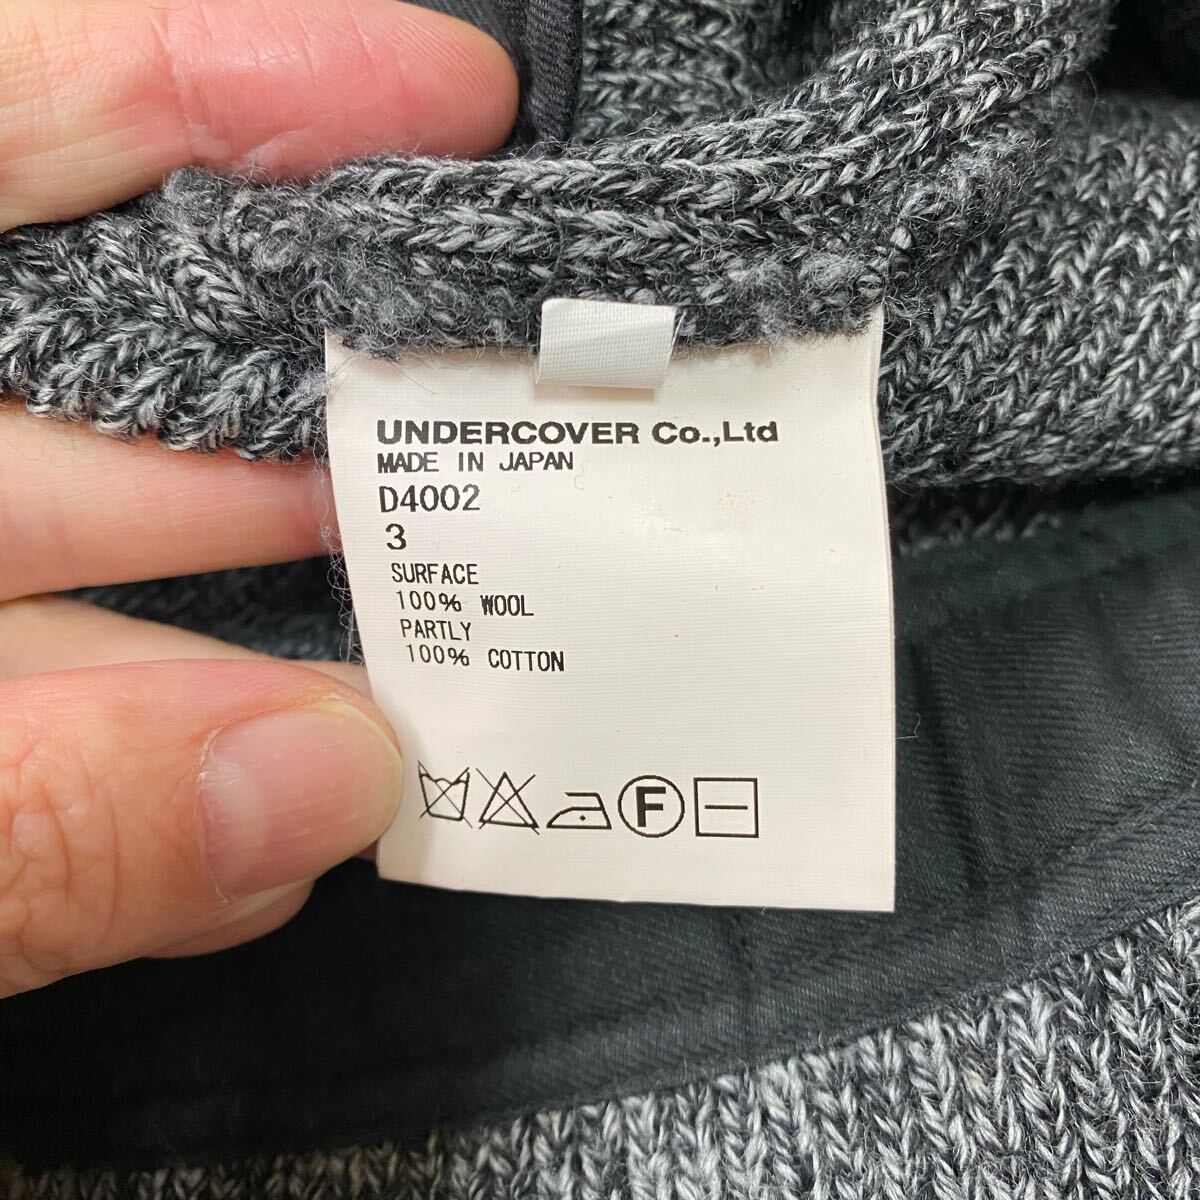 UNDERCOVER Co.,Ltd
MADE IN JAPAN
D4002
3
SURFACE
100% WOOL
PARTLY
100% COTTON
F